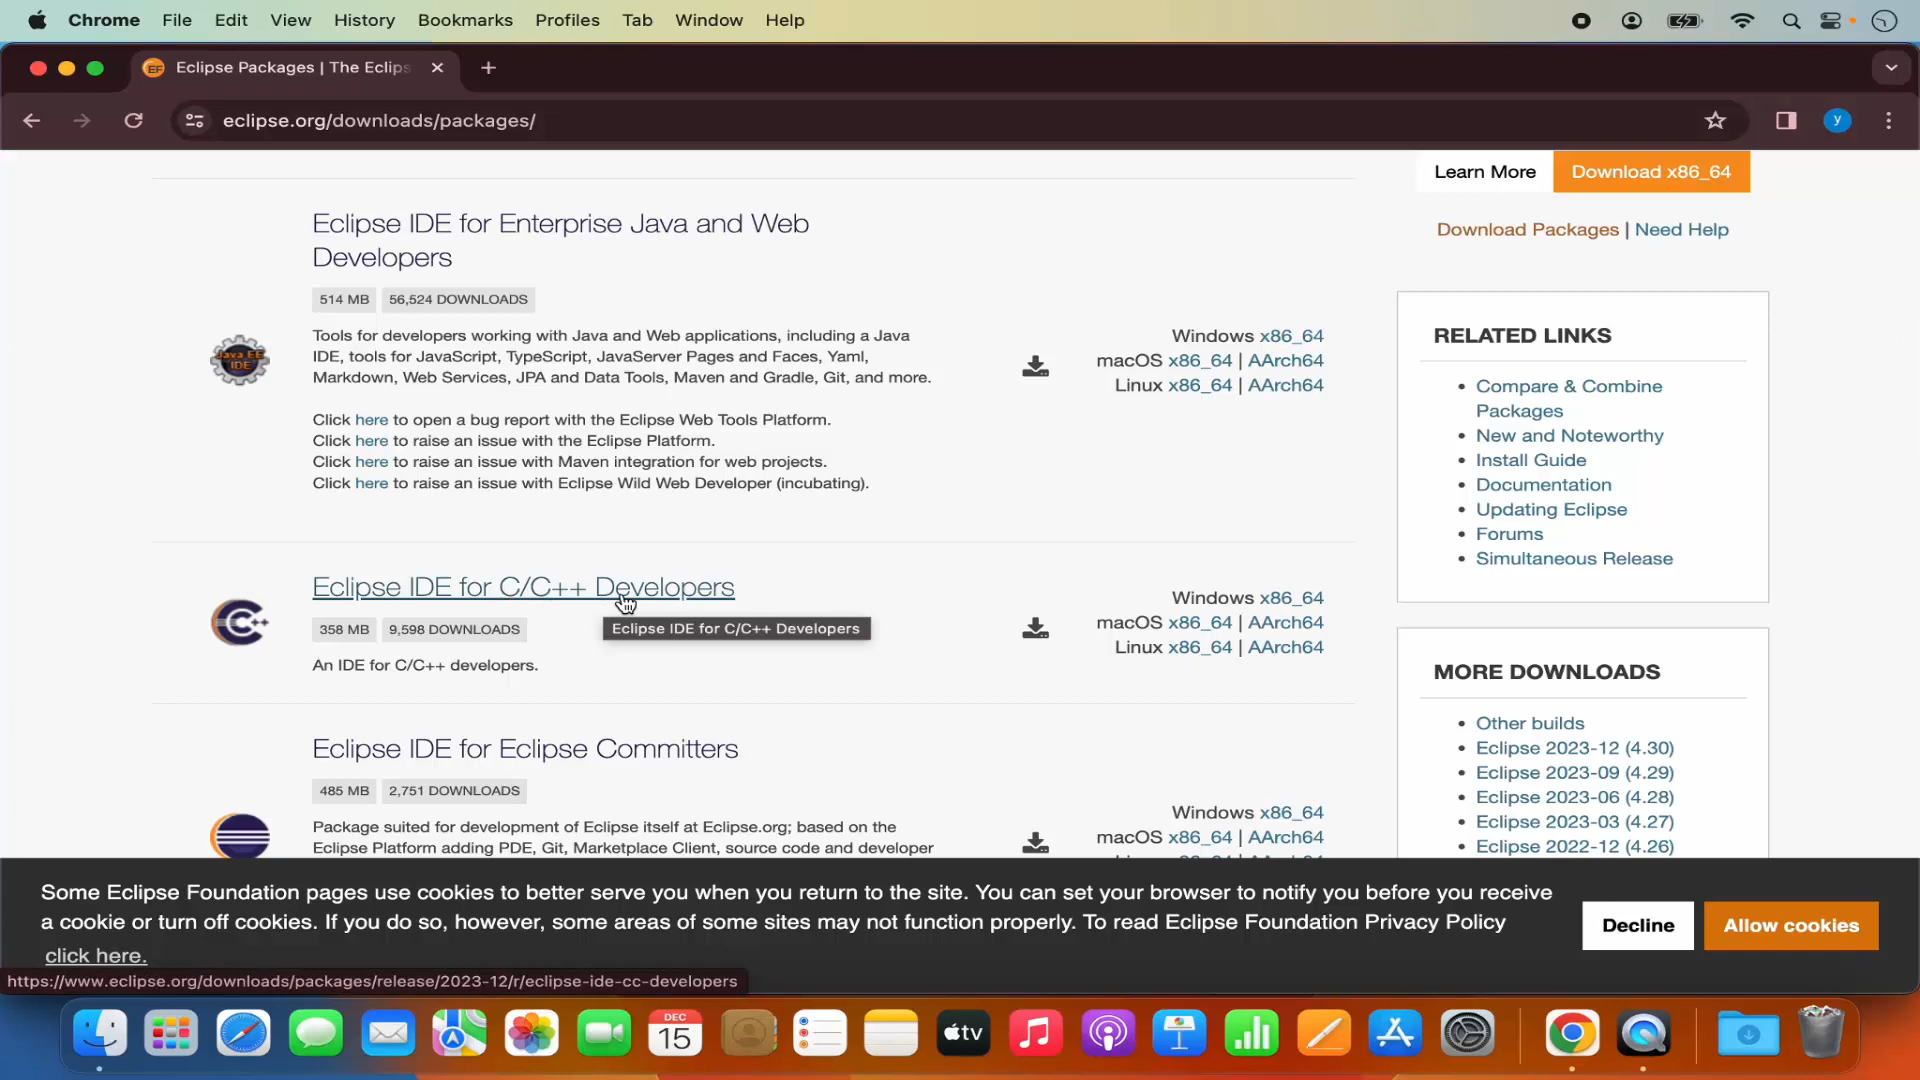 Chrome File Edit View History Bookmarks Profiles Tab Window Help
Eclipse Packages | The Eclips
eclipse.org/downloads/packages/
y
Learn More Download x86_64
Download Packages | Need Help
Eclipse IDE for Enterprise Java and Web
Developers
514 MB 56,524 DOWNLOADS
Java EE
IDE
Tools for developers working with Java and Web applications, including a Java
IDE, tools for JavaScript, TypeScript, JavaServer Pages and Faces, Yaml,
Markdown, Web Services, JPA and Data Tools, Maven and Gradle, Git, and more.
Click here to open a bug report with the Eclipse Web Tools Platform.
Click here to raise an issue with the Eclipse Platform.
Click here to raise an issue with Maven integration for web projects.
Click here to raise an issue with Eclipse Wild Web Developer (incubating).
Windows x86_64
macOS x86_64 | AArch64
Linux x86_64 | AArch64
Eclipse IDE for C/C++ Developers
358 MB 9,598 DOWNLOADS
Eclipse IDE for C/C++ Developers
An IDE for C/C++ developers.
C++
Windows x86_64
macOS x86_64 | AArch64
Linux x86_64 | AArch64
Eclipse IDE for Eclipse Committers
485 MB 2,751 DOWNLOADS
Package suited for development of Eclipse itself at Eclipse.org; based on the
Eclipse Platform adding PDE, Git, Marketplace Client, source code and developer
Windows x86_64
macOS x86_64 | AArch64
RELATED LINKS
• Compare & Combine
Packages
• New and Noteworthy
• Install Guide
• Documentation
• Updating Eclipse
• Forums
• Simultaneous Release
MORE DOWNLOADS
• Other builds
• Eclipse 2023-12 (4.30)
• Eclipse 2023-09 (4.29)
• Eclipse 2023-06 (4.28)
• Eclipse 2023-03 (4.27)
• Eclipse 2022-12 (4.26)
Some Eclipse Foundation pages use cookies to better serve you when you return to the site. You can set your browser to notify you before you receive
a cookie or turn off cookies. If you do so, however, some areas of some sites may not function properly. To read Eclipse Foundation Privacy Policy
click here.
Decline Allow cookies
https://www.eclipse.org/downloads/packages/release/2023-12/r/eclipse-ide-cc-developers
DEC
15
tv